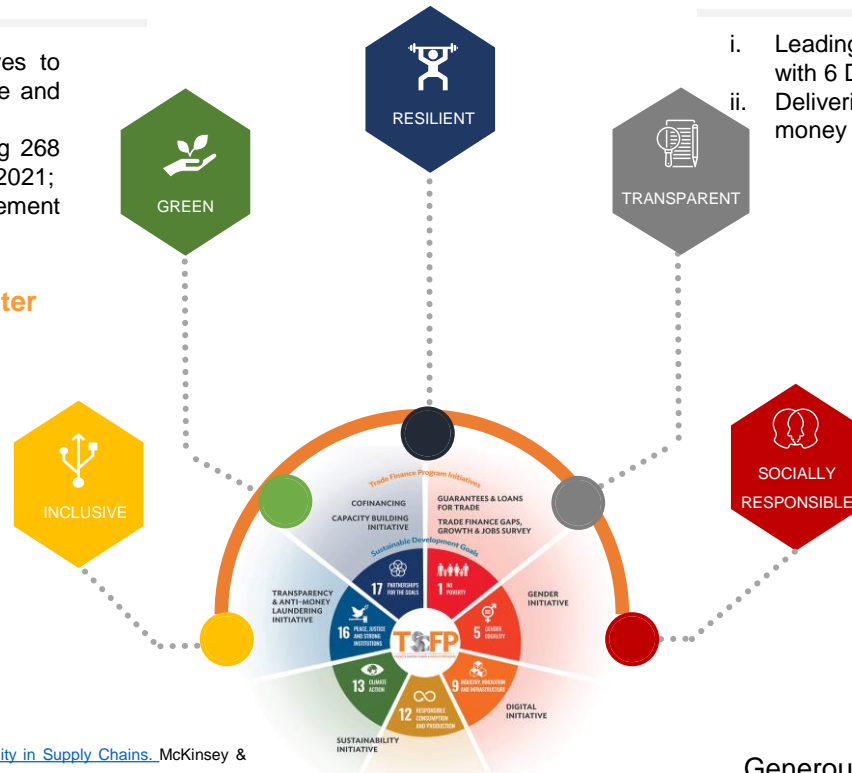 es to
e and
g 268
2021;
ement
ter
i. Leading
with 6 D
ii. Deliveri
money
RESILIENT
GREEN
TRANSPARENT
INCLUSIVE
SOCIALLY
RESPONSIBLE
Trade Finance Program Initiatives
COFINANCING
CAPACITY BUILDING
INITIATIVE
GUARANTEES & LOANS
FOR TRADE
TRADE FINANCE GAPS,
GROWTH & JOBS SURVEY
Sustainable Development Goals
TRANSPARENCY
& ANTI-MONEY
LAUNDERING
INITIATIVE
GENDER
INITIATIVE
17 PARTNERSHIPS
FOR THE GOALS
1 NO
POVERTY
16 PEACE, JUSTICE
AND STRONG
INSTITUTIONS
5 GENDER
EQUALITY
13 CLIMATE
ACTION
9 INDUSTRY, INNOVATION
AND INFRASTRUCTURE
12 RESPONSIBLE
CONSUMPTION
AND PRODUCTION
TSCFP
DIGITAL
INITIATIVE
SUSTAINABILITY
INITIATIVE
ity in Supply Chains. McKinsey &
Generou